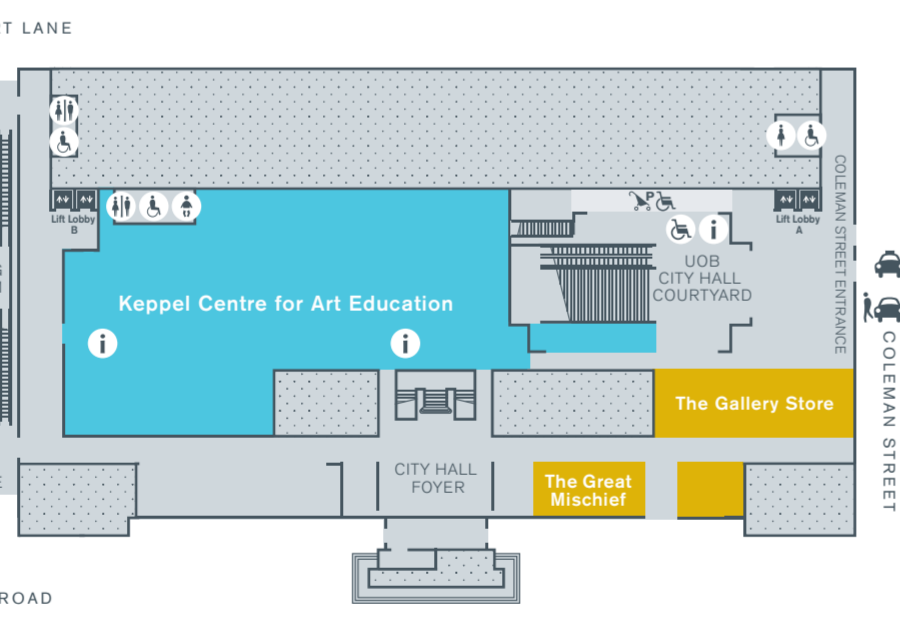 RT LANE
P
Lift Lobby
B
Lift Lobby
A
COLEMAN STREET ENTRANCE
UOB
CITY HALL
COURTYARD
Keppel Centre for Art Education
i
i
i
The Gallery Store
COLEMAN STREET
CITY HALL
FOYER
The Great
Mischief
ROAD